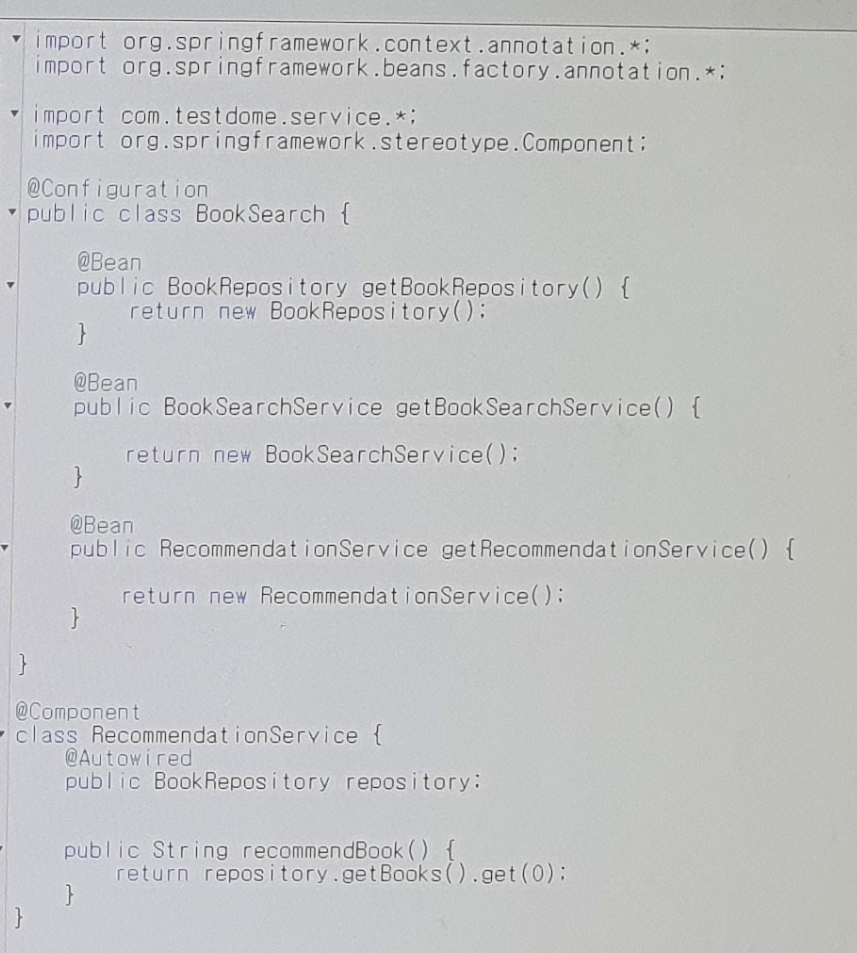 import org.springframework.context.annotation.*;
import org.springframework.beans.factory.annotation.*;
import com.testdome.service.*;
import org.springframework.stereotype.Component;
@Configuration
public class BookSearch {
@Bean
public BookRepository getBookRepository() {
return new BookRepository();
}
@Bean
public BookSearchService getBookSearchService() {
return new BookSearchService();
}
@Bean
public RecommendationService getRecommendationService() {
return new RecommendationService();
}
}
@Component
class RecommendationService {
@Autowired
public BookRepository repository;
public String recommendBook() {
return repository.getBooks().get(0);
}
}